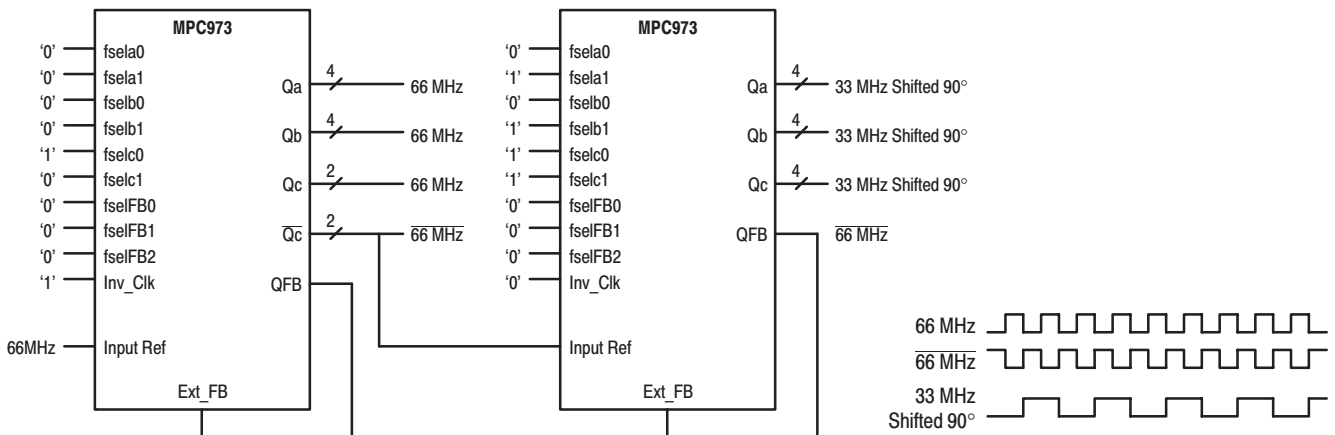 MPC973
‘0’ fsela0
‘0’ fsela1
‘0’ fselb0
‘0’ fselb1
‘1’ fselc0
‘0’ fselc1
‘0’ fselFB0
‘0’ fselFB1
‘0’ fselFB2
‘1’ Inv_Clk
66MHz Input Ref
Ext_FB
Qa 4 66 MHz
Qb 4 66 MHz
Qc 2 66 MHz
Qc 2 66 MHz
QFB
MPC973
‘0’ fsela0
‘1’ fsela1
‘0’ fselb0
‘1’ fselb1
‘1’ fselc0
‘1’ fselc1
‘0’ fselFB0
‘0’ fselFB1
‘0’ fselFB2
‘0’ Inv_Clk
Input Ref
Ext_FB
Qa 4 33 MHz Shifted 90°
Qb 4 33 MHz Shifted 90°
Qc 4 33 MHz Shifted 90°
QFB 66 MHz
66 MHz
66 MHz
33 MHz
Shifted 90°